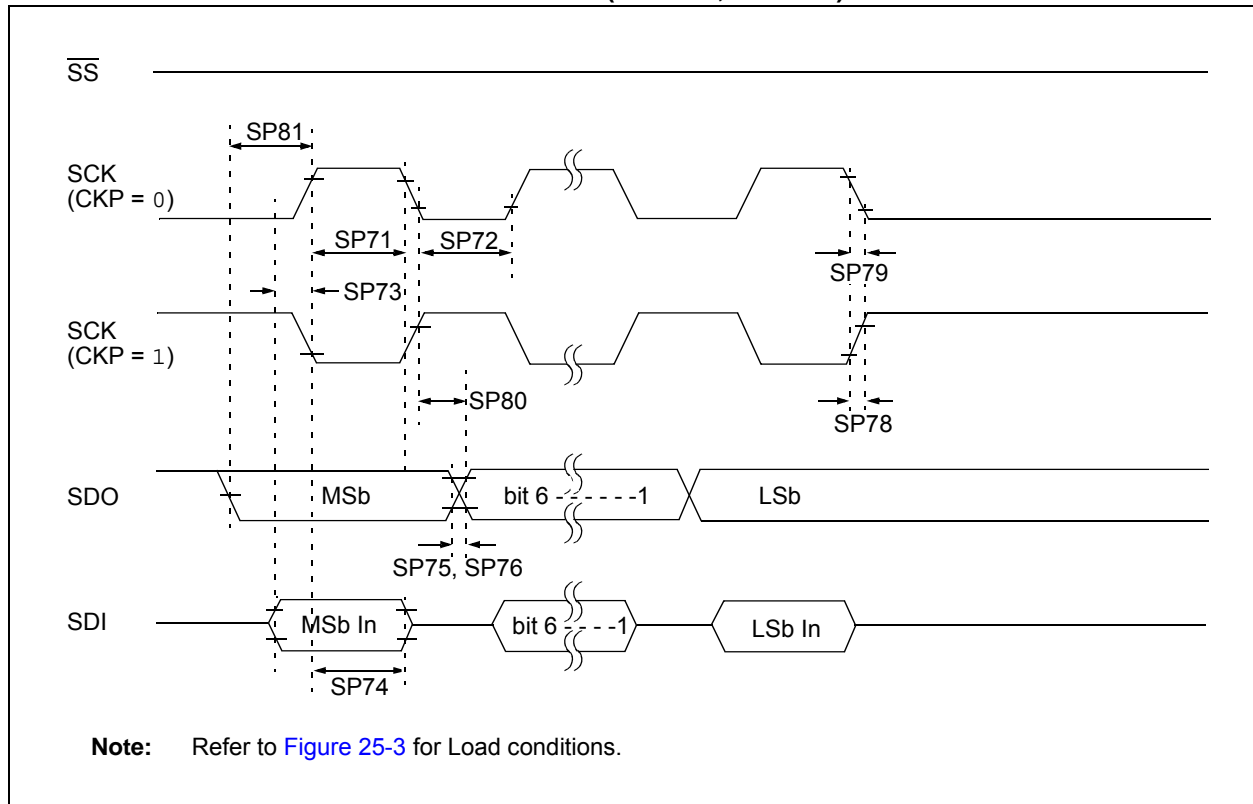 SS
SP81
SCK
(CKP = 0)
SP71
SP72
SP79
SP73
SCK
(CKP = 1)
SP80
SP78
SDO
MSb
bit 6 - - - - - -1
LSb
SP75, SP76
SDI
MSb In
bit 6 - - - -1
LSb In
SP74
Note: Refer to Figure 25-3 for Load conditions.